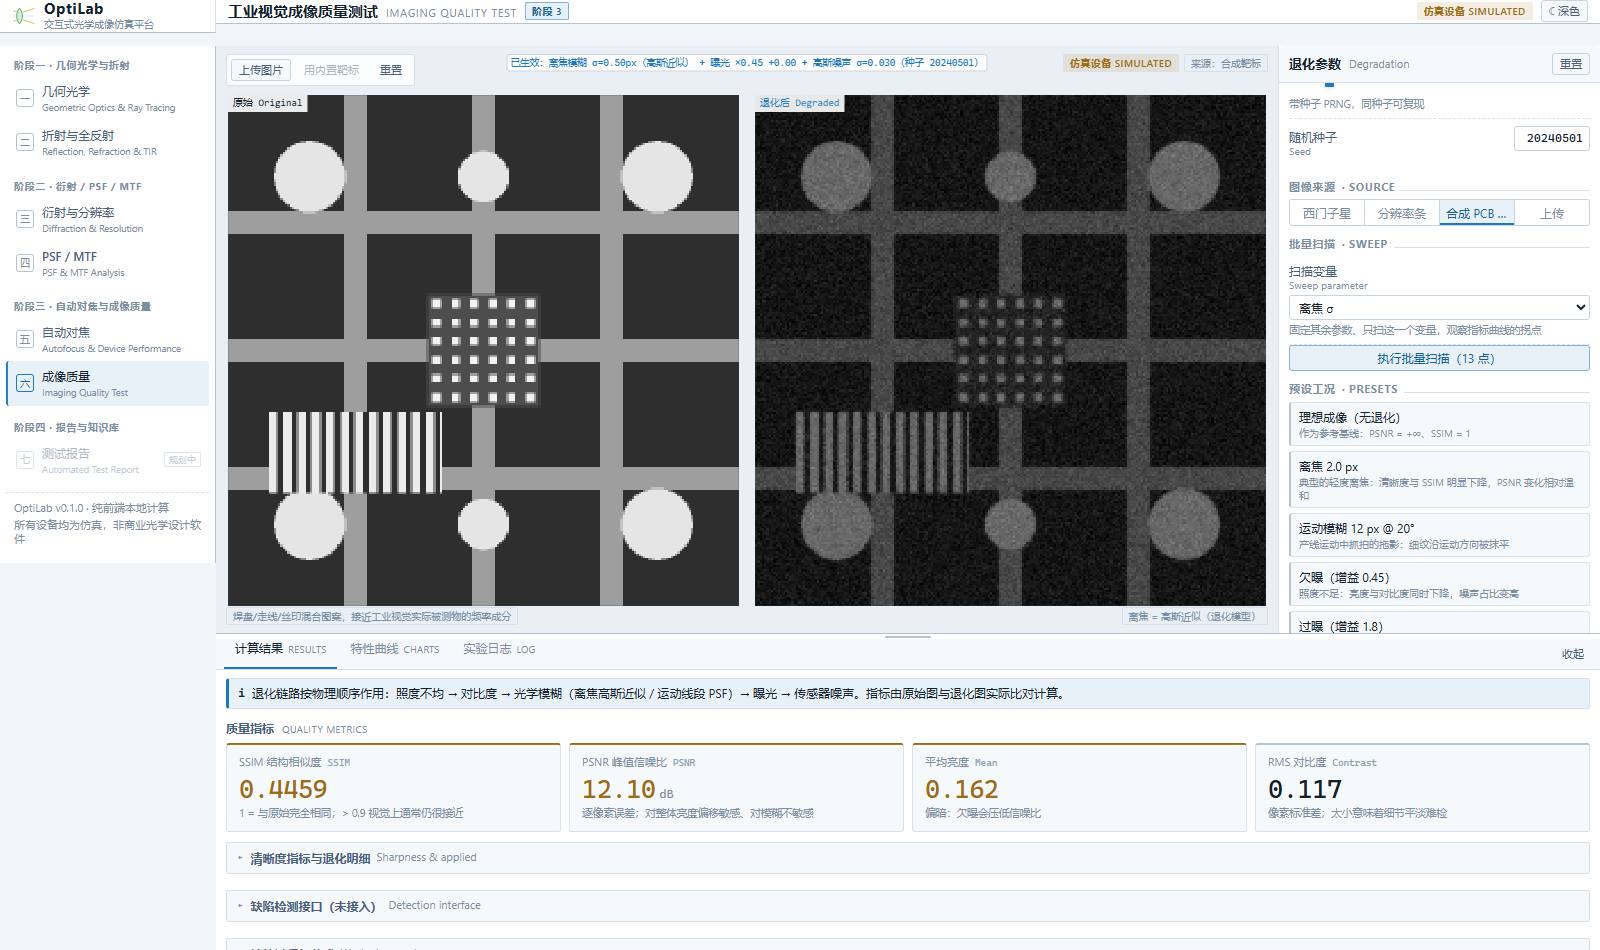 OptiLab
交互式光学成像仿真平台
工业视觉成像质量测试 IMAGING QUALITY TEST 阶段 3
仿真设备 SIMULATED
☾ 深色
阶段一 · 几何光学与折射
一 几何光学
Geometric Optics & Ray Tracing
二 折射与全反射
Reflection, Refraction & TIR
阶段二 · 衍射 / PSF / MTF
三 衍射与分辨率
Diffraction & Resolution
四 PSF / MTF
PSF & MTF Analysis
阶段三 · 自动对焦与成像质量
五 自动对焦
Autofocus & Device Performance
六 成像质量
Imaging Quality Test
阶段四 · 报告与知识库
七 测试报告
Automated Test Report
规划中
OptiLab v0.1.0 · 纯前端本地计算
所有设备均为仿真，非商业光学设计软
件
上传图片 用内置靶标 重置
已生效：离焦模糊 σ=0.50px（高斯近似） + 曝光 ×0.45 +0.00 + 高斯噪声 σ=0.030（种子 20240501）
仿真设备 SIMULATED
来源：合成靶标
原始 Original
退化后 Degraded
焊盘/走线/丝印混合图案，接近工业视觉实际被测物的频率成分
离焦 = 高斯近似（退化模型）
退化参数 Degradation
重置
带种子 PRNG，同种子可复现
随机种子
Seed
20240501
图像来源 · SOURCE
西门子星 分辨率条 合成 PCB ... 上传
批量扫描 · SWEEP
扫描变量
Sweep parameter
离焦 σ
固定其余参数、只扫这一个变量，观察指标曲线的拐点
执行批量扫描（13 点）
预设工况 · PRESETS
理想成像（无退化）
作为参考基线：PSNR = +∞、SSIM = 1
离焦 2.0 px
典型的轻度离焦：清晰度与 SSIM 明显下降，PSNR 变化相对温
和
运动模糊 12 px @ 20°
产线运动中抓拍的拖影：细纹沿运动方向被抹平
欠曝（增益 0.45）
照度不足：亮度与对比度同时下降，噪声占比变高
过曝（增益 1.8）
计算结果 RESULTS 特性曲线 CHARTS 实验日志 LOG
收起
i 退化链路按物理顺序作用：照度不均 → 对比度 → 光学模糊（离焦高斯近似 / 运动线段 PSF）→ 曝光 → 传感器噪声。指标由原始图与退化图实际比对计算。
质量指标 QUALITY METRICS
SSIM 结构相似度 SSIM
0.4459
1 = 与原始完全相同；> 0.9 视觉上通常仍很接近
PSNR 峰值信噪比 PSNR
12.10 dB
逐像素误差；对整体亮度偏移敏感、对模糊不敏感
平均亮度 Mean
0.162
偏暗：欠曝会压低信噪比
RMS 对比度 Contrast
0.117
像素标准差；太小意味着细节平淡难检
清晰度指标与退化明细 Sharpness & applied
缺陷检测接口（未接入） Detection interface